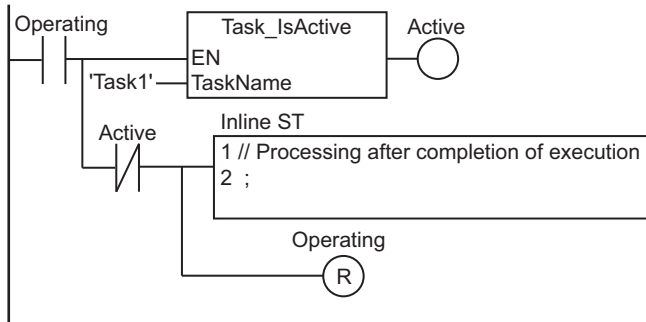 Operating
Task_IsActive
Active
EN
'Task1'
TaskName
Active
Inline ST
1 // Processing after completion of execution
2 ;
Operating
R